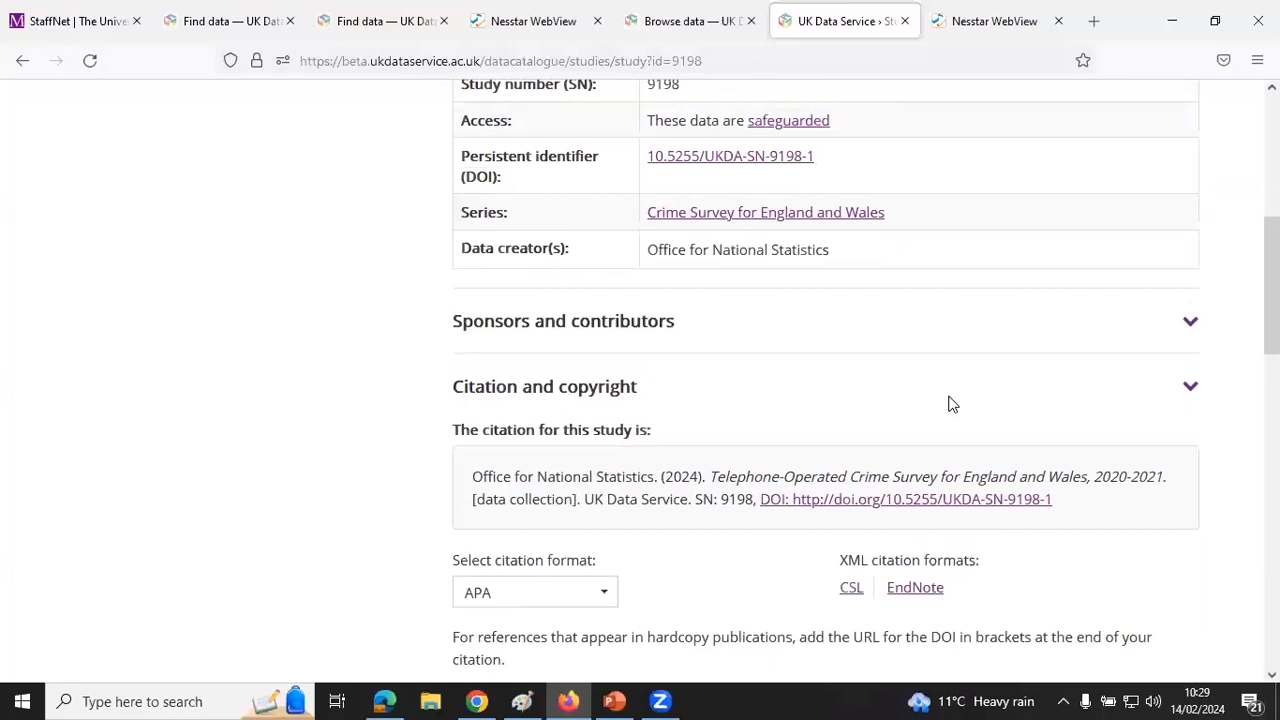 StaffNet | The Univer
Find data — UK Data
Find data — UK Data
Nesstar WebView
Browse data — UK D
UK Data Service › Stu
Nesstar WebView
https://beta.ukdataservice.ac.uk/datacatalogue/studies/study?id=9198
Study number (SN): 9198
Access: These data are safeguarded
Persistent identifier (DOI): 10.5255/UKDA-SN-9198-1
Series: Crime Survey for England and Wales
Data creator(s): Office for National Statistics
Sponsors and contributors
Citation and copyright
The citation for this study is:
Office for National Statistics. (2024). Telephone-Operated Crime Survey for England and Wales, 2020-2021.
[data collection]. UK Data Service. SN: 9198, DOI: http://doi.org/10.5255/UKDA-SN-9198-1
Select citation format:
XML citation formats:
APA
CSL
EndNote
For references that appear in hardcopy publications, add the URL for the DOI in brackets at the end of your
citation.
Type here to search
11°C Heavy rain
10:29
14/02/2024
21